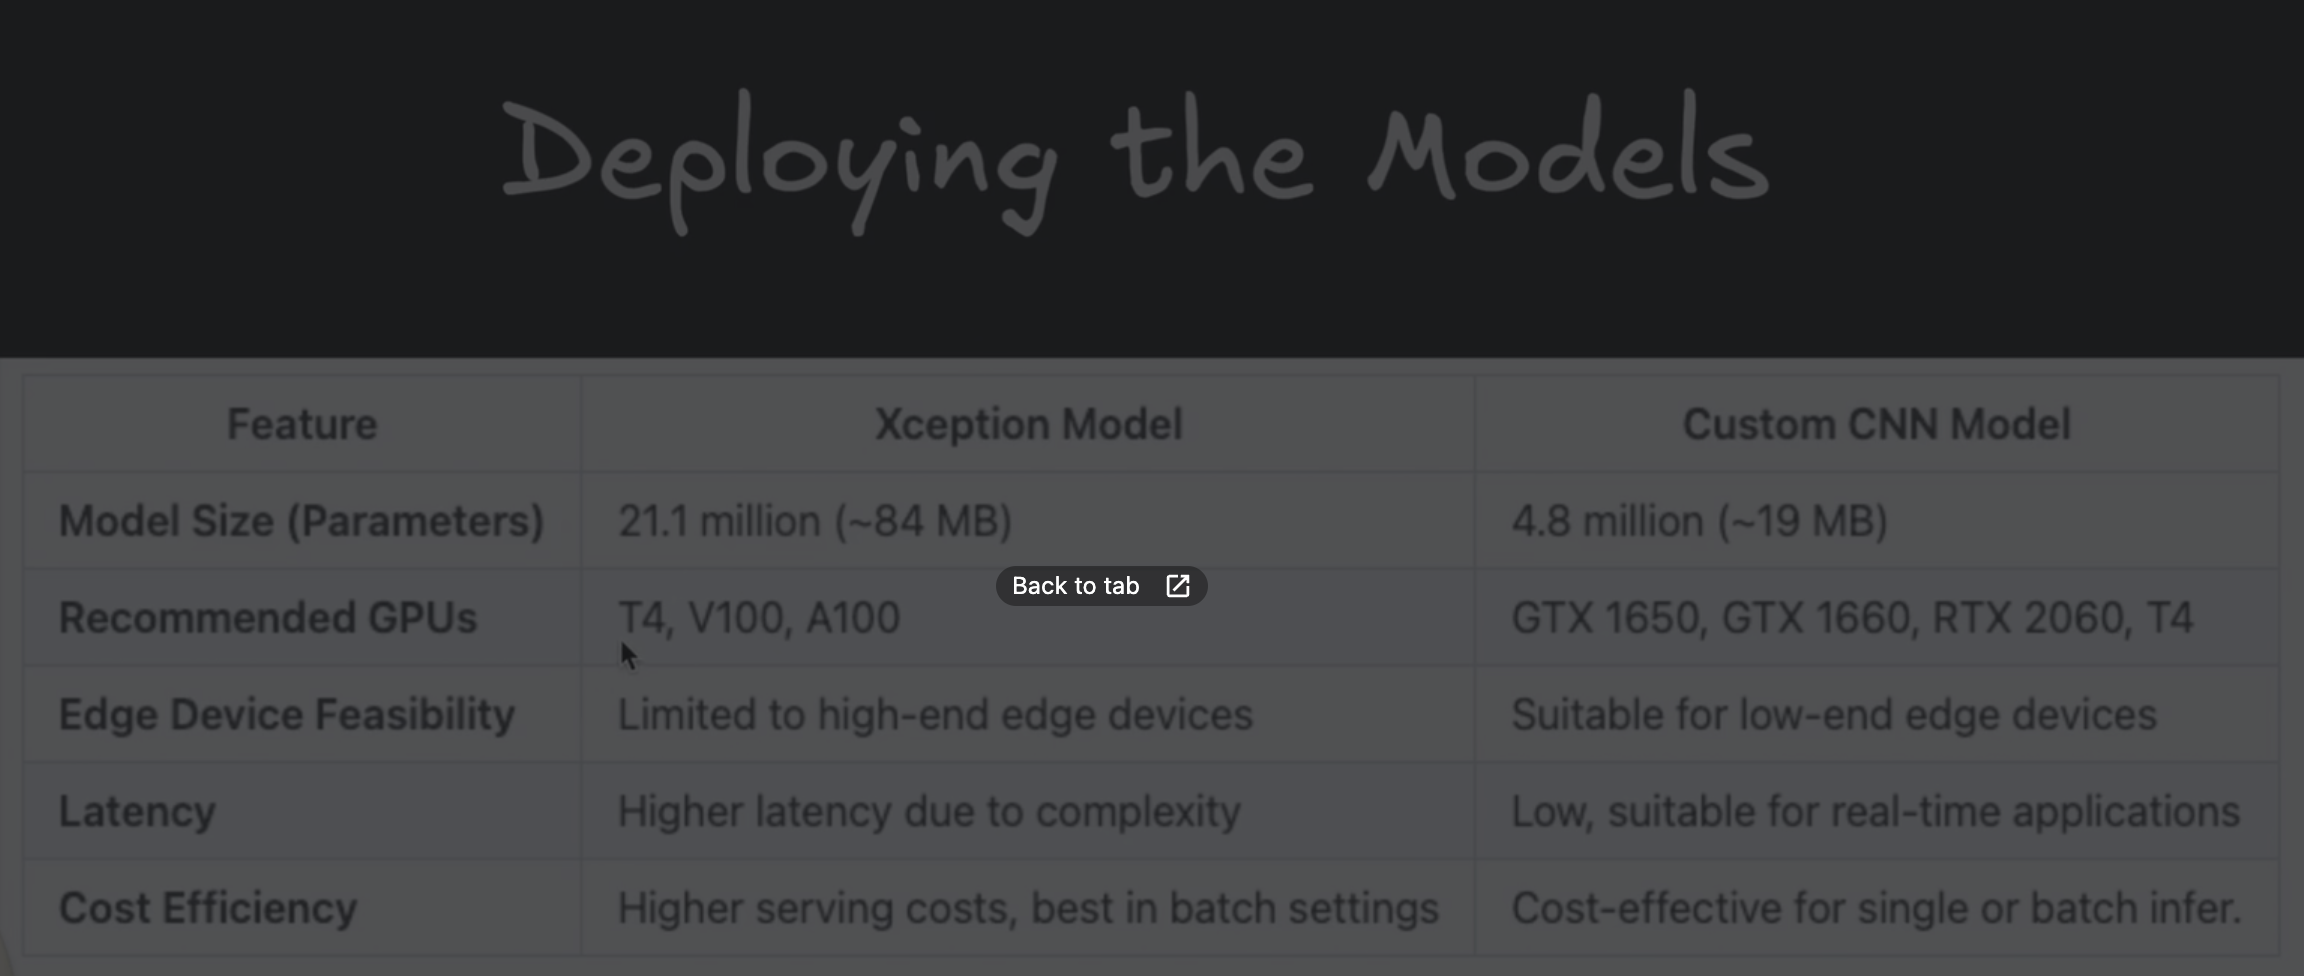 Deploying the Models
Feature Xception Model Custom CNN Model
Model Size (Parameters) 21.1 million (~84 MB) 4.8 million (~19 MB)
Back to tab
Recommended GPUs T4, V100, A100 GTX 1650, GTX 1660, RTX 2060, T4
Edge Device Feasibility Limited to high-end edge devices Suitable for low-end edge devices
Latency Higher latency due to complexity Low, suitable for real-time applications
Cost Efficiency Higher serving costs, best in batch settings Cost-effective for single or batch infer.